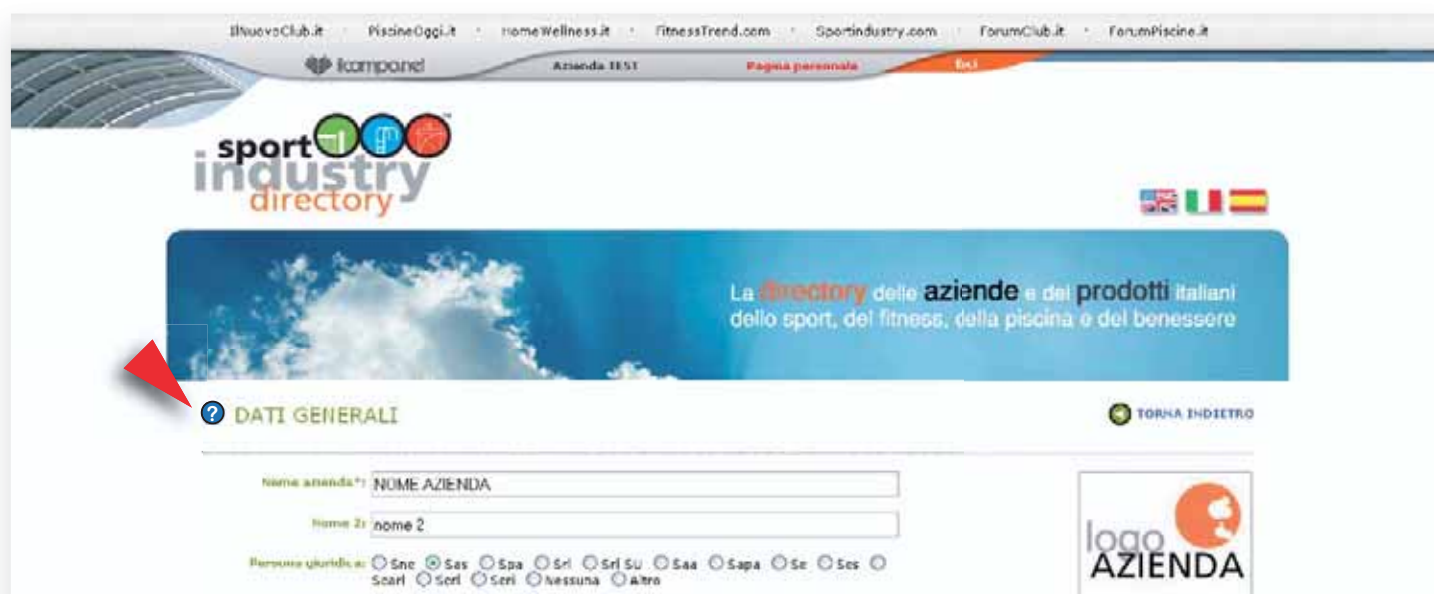 IlNuovoClub.it · PiscineOggi.it · HomeWellness.it · FitnessTrend.com · Sportindustry.com · ForumClub.it · ForumPiscine.it
Azienda TEST Pagina personale Esci
sport
industry
directory
La directory delle aziende e dei prodotti italiani
dello sport, del fitness, della piscina e del benessere
? DATI GENERALI
TORNA INDIETRO
Nome azienda*: NOME AZIENDA
Nome 2: nome 2
Persona giuridica: Snc Sas Spa Srl Srl Su Saa Sapa Se Ses
Scarl Scrl Nessuna Altro
logo
AZIENDA